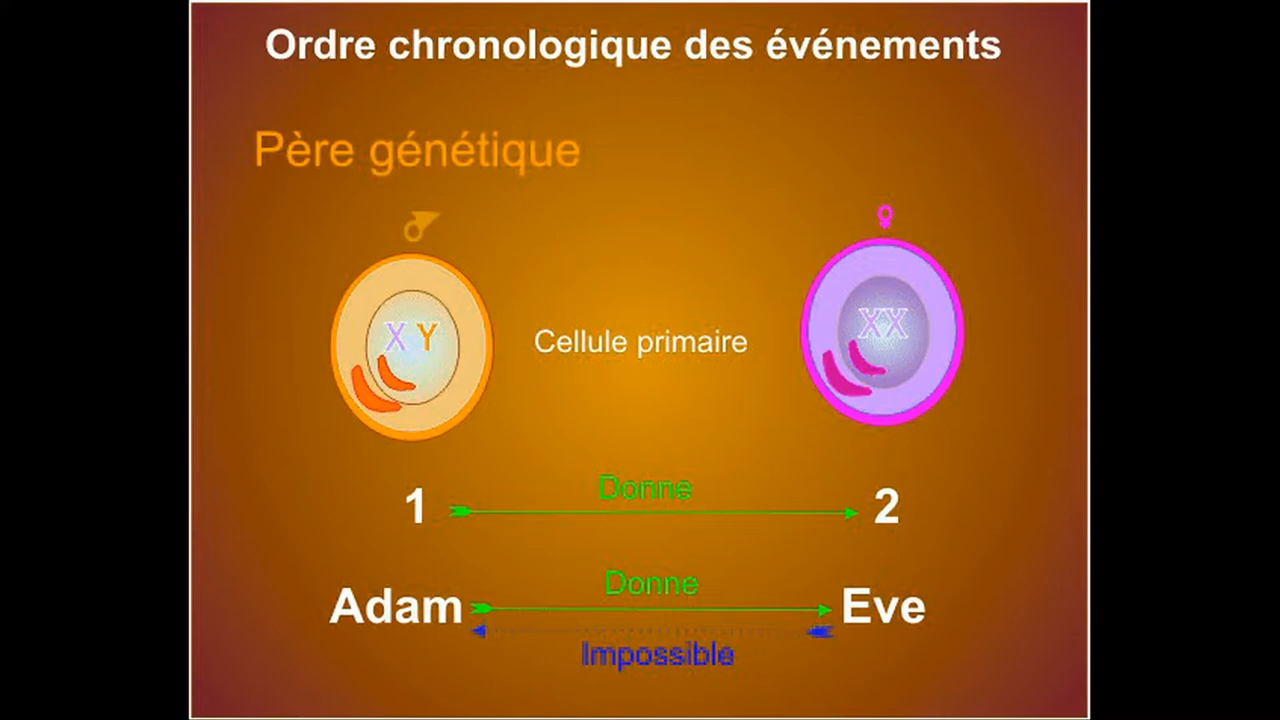 Ordre chronologique des événements
Père génétique
♂
♀
X Y
Cellule primaire
XX
Donne
1
2
Donne
Adam
Eve
Impossible